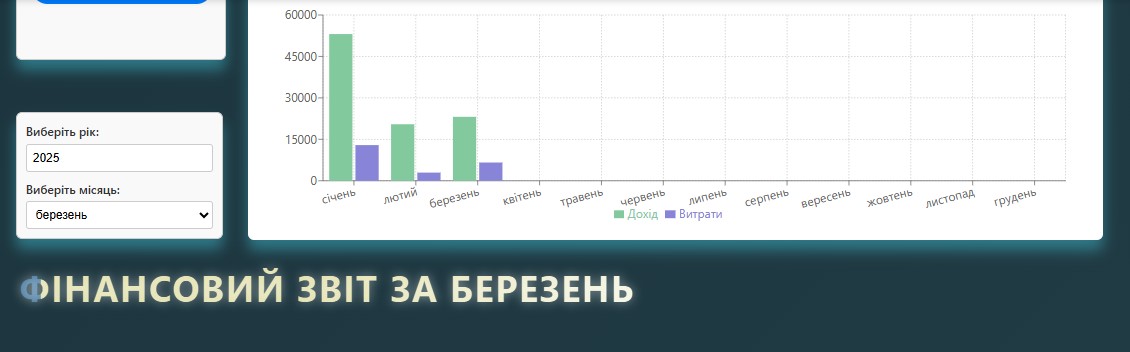 60000
45000
30000
15000
0
січень лютий березень квітень травень червень липень серпень вересень жовтень листопад грудень
Дохід Витрати
Виберіть рік:
2025
Виберіть місяць:
березень
ФІНАНСОВИЙ ЗВІТ ЗА БЕРЕЗЕНЬ